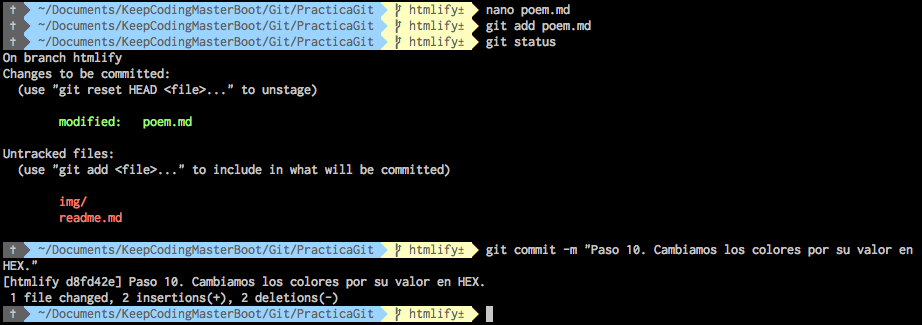 † ~/Documents/KeepCodingMasterBoot/Git/PracticaGit htmlify± nano poem.md
† ~/Documents/KeepCodingMasterBoot/Git/PracticaGit htmlify± git add poem.md
† ~/Documents/KeepCodingMasterBoot/Git/PracticaGit htmlify± git status
On branch htmlify
Changes to be committed:
(use "git reset HEAD <file>..." to unstage)
modified: poem.md
Untracked files:
(use "git add <file>..." to include in what will be committed)
img/
readme.md
† ~/Documents/KeepCodingMasterBoot/Git/PracticaGit htmlify± git commit -m "Paso 10. Cambiamos los colores por su valor en
HEX."
[htmlify d8fd42e] Paso 10. Cambiamos los colores por su valor en HEX.
1 file changed, 2 insertions(+), 2 deletions(-)
† ~/Documents/KeepCodingMasterBoot/Git/PracticaGit htmlify±